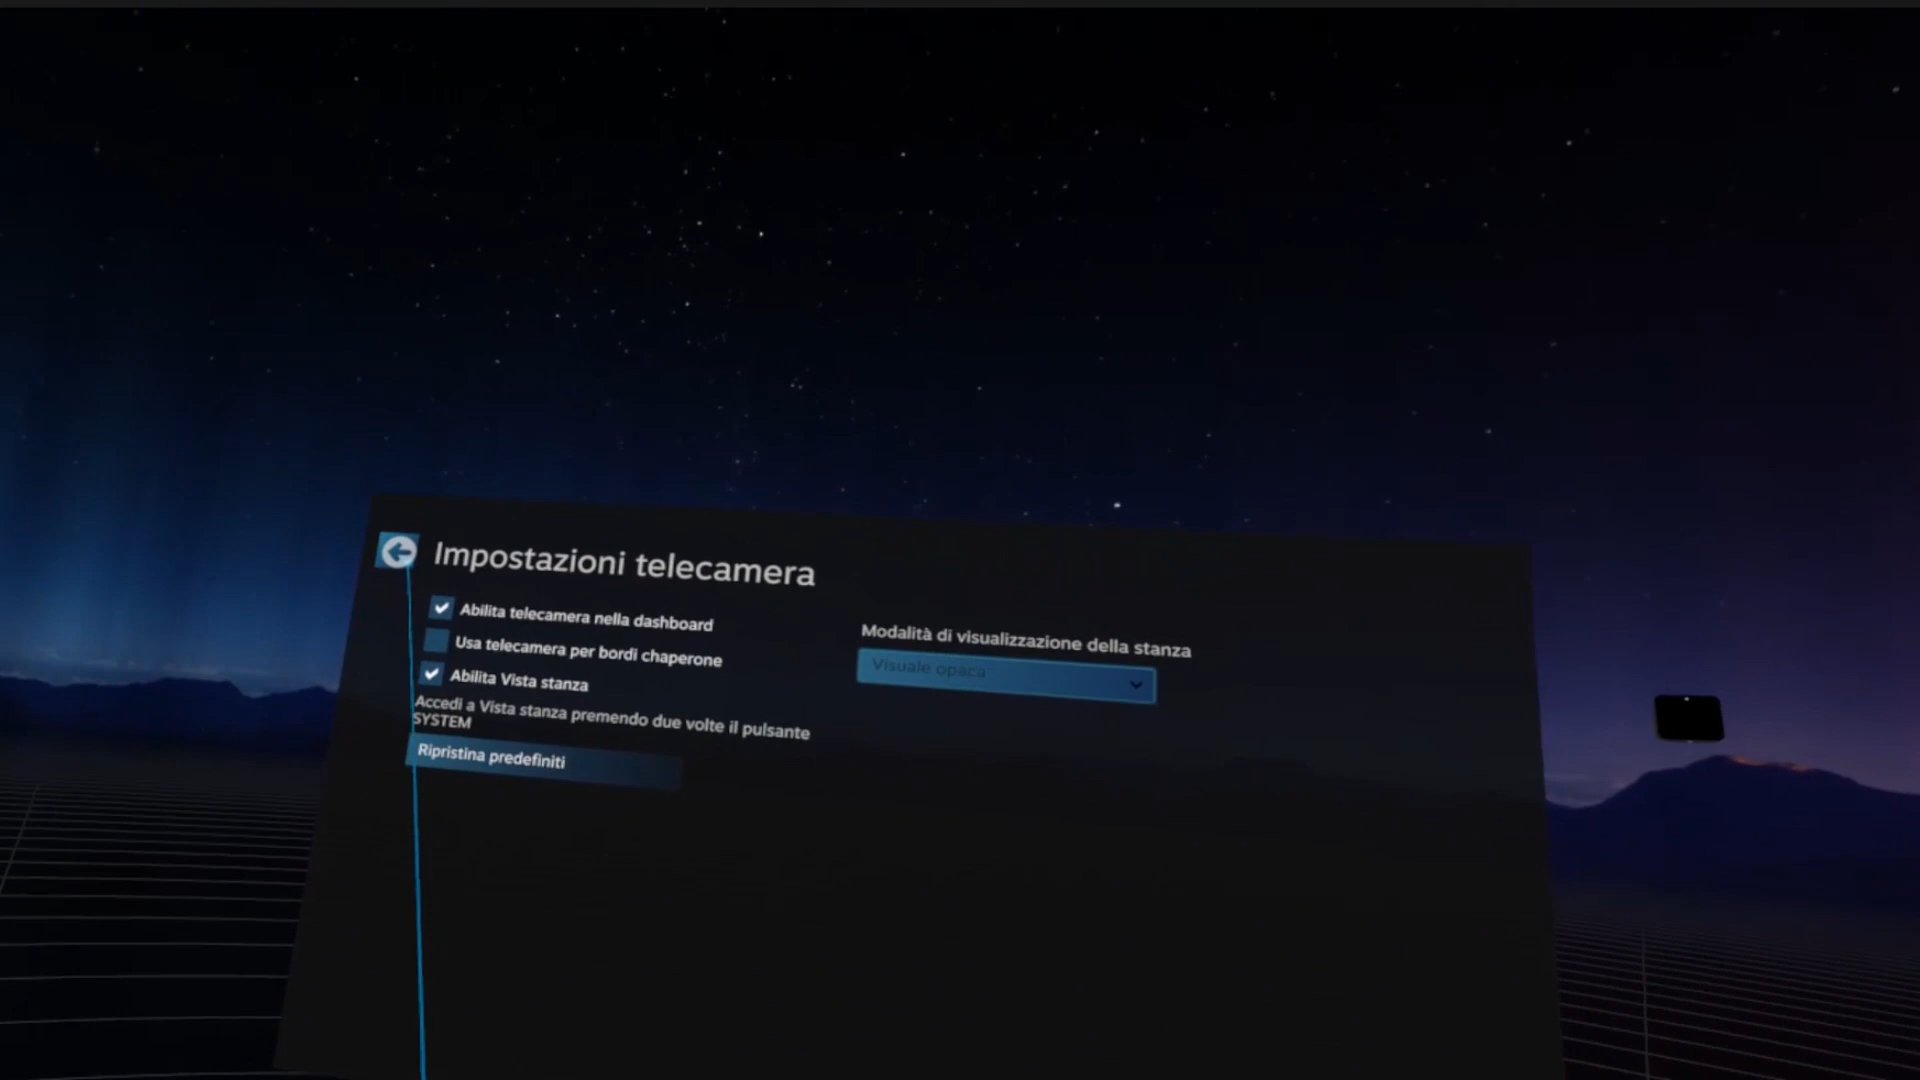 Impostazioni telecamera
Abilita telecamera nella dashboard
Usa telecamera per bordi chaperone
Abilita Vista stanza
Accedi a Vista stanza premendo due volte il pulsante
SYSTEM
Ripristina predefiniti
Modalità di visualizzazione della stanza
Visuale opaca